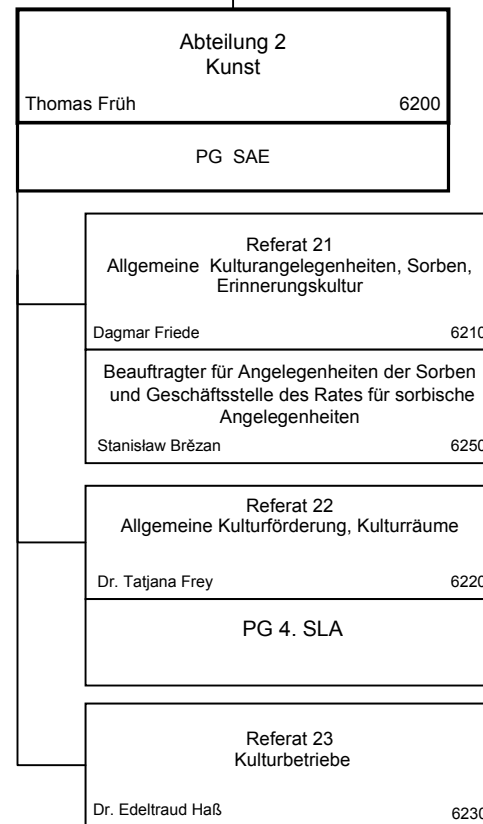 Abteilung 2
Kunst
Thomas Früh 6200
PG SAE
Referat 21
Allgemeine Kulturangelegenheiten, Sorben,
Erinnerungskultur
Dagmar Friede 6210
Beauftragter für Angelegenheiten der Sorben
und Geschäftsstelle des Rates für sorbische
Angelegenheiten
Stanisław Brězan 6250
Referat 22
Allgemeine Kulturförderung, Kulturräume
Dr. Tatjana Frey 6220
PG 4. SLA
Referat 23
Kulturbetriebe
Dr. Edeltraud Haß 6230